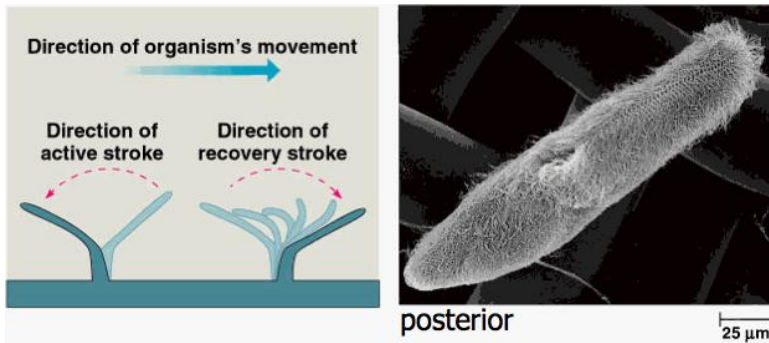 Direction of organism's movement
Direction of
active stroke
Direction of
recovery stroke
posterior
25 μm